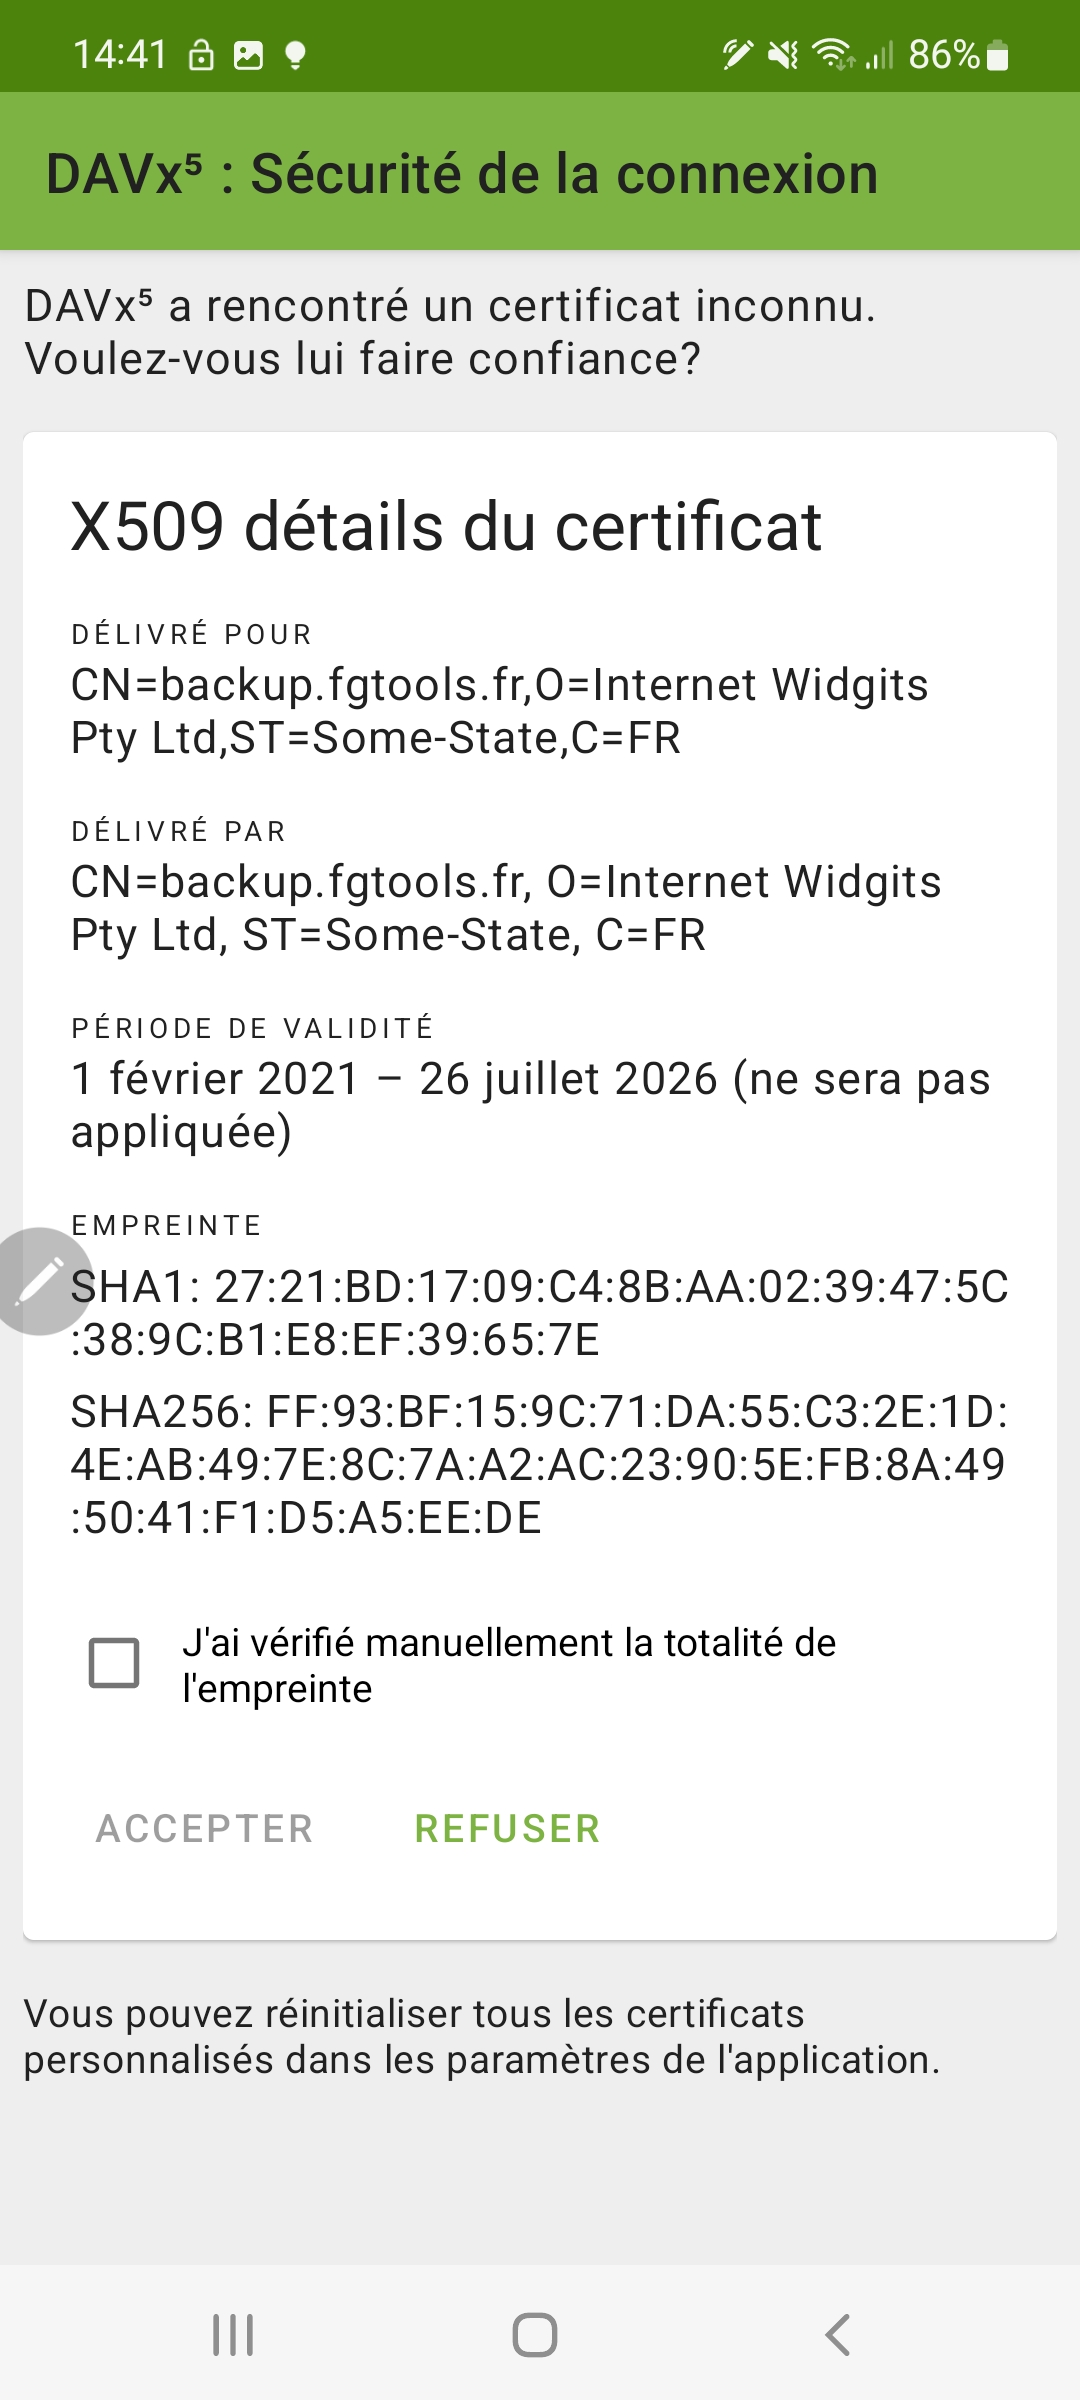 14:41 86%
DAVx⁵ : Sécurité de la connexion
DAVx⁵ a rencontré un certificat inconnu.
Voulez-vous lui faire confiance?
X509 détails du certificat
DÉLIVRÉ POUR
CN=backup.fgtools.fr,O=Internet Widgits
Pty Ltd,ST=Some-State,C=FR
DÉLIVRÉ PAR
CN=backup.fgtools.fr, O=Internet Widgits
Pty Ltd, ST=Some-State, C=FR
PÉRIODE DE VALIDITÉ
1 février 2021 – 26 juillet 2026 (ne sera pas
appliquée)
EMPREINTE
SHA1: 27:21:BD:17:09:C4:8B:AA:02:39:47:5C
:38:9C:B1:E8:EF:39:65:7E
SHA256: FF:93:BF:15:9C:71:DA:55:C3:2E:1D:
4E:AB:49:7E:8C:7A:A2:AC:23:90:5E:FB:8A:49
:50:41:F1:D5:A5:EE:DE
J'ai vérifié manuellement la totalité de
l'empreinte
ACCEPTER REFUSER
Vous pouvez réinitialiser tous les certificats
personnalisés dans les paramètres de l'application.